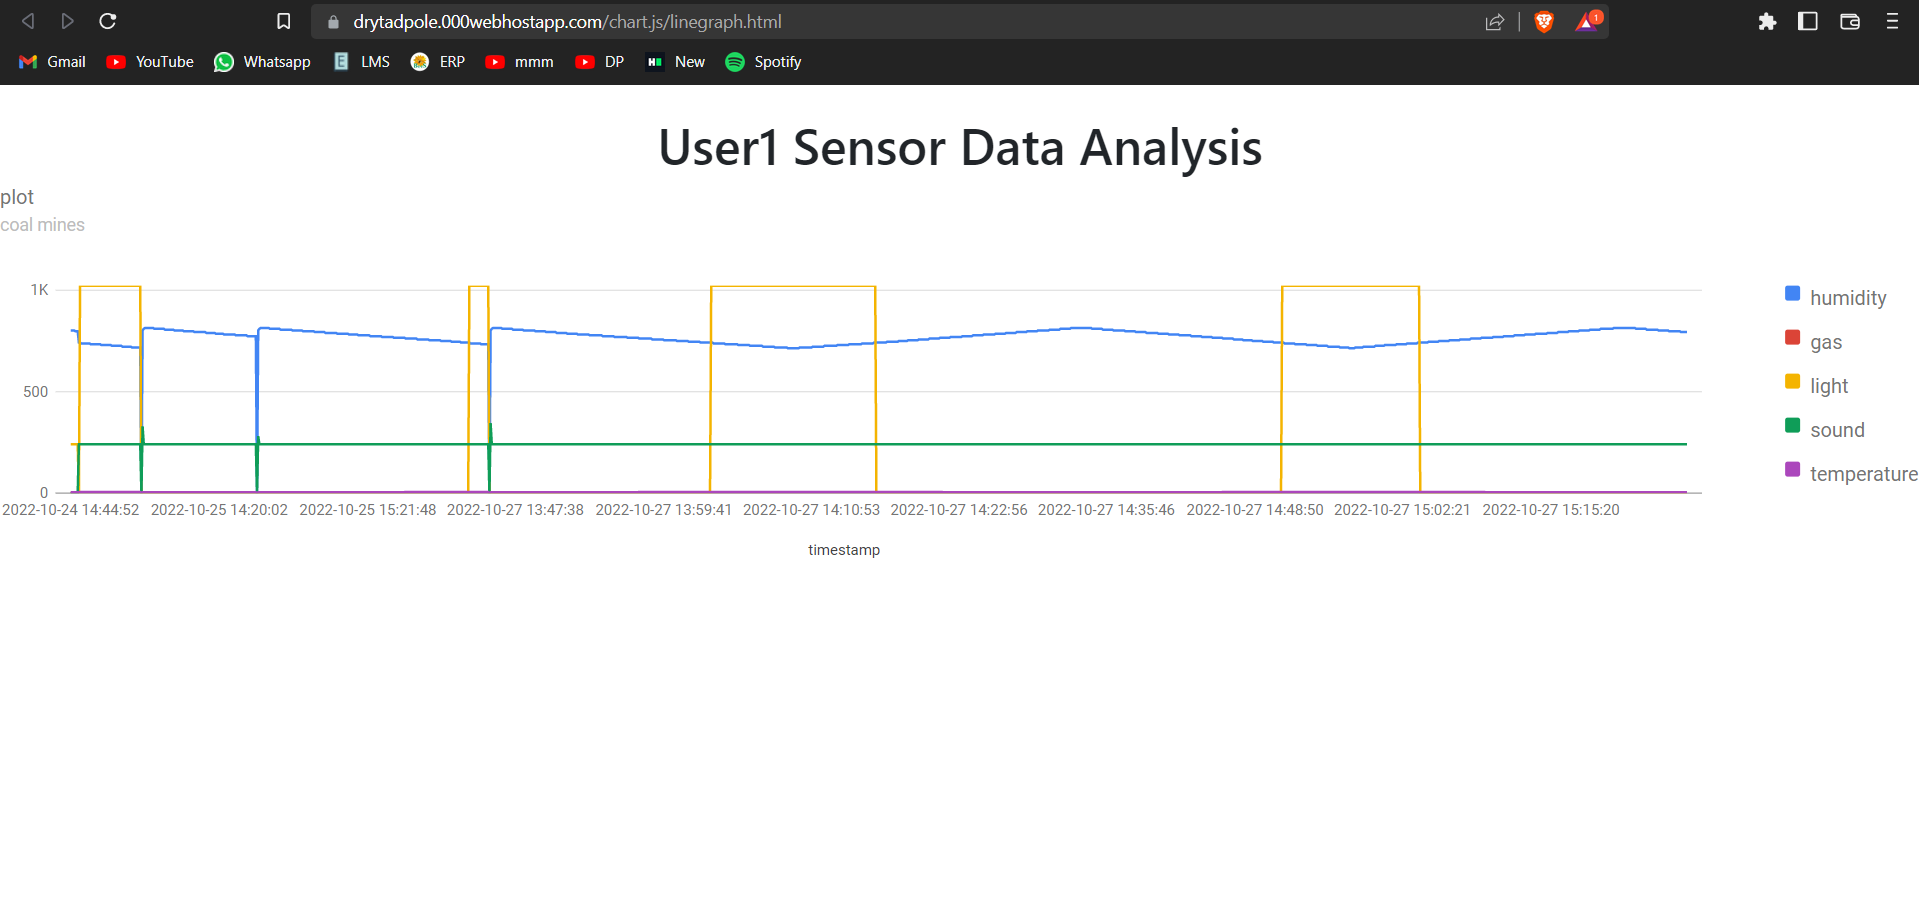 drytadpole.000webhostapp.com/chart.js/linegraph.html
1
Gmail YouTube Whatsapp LMS ERP mmm DP New Spotify
User1 Sensor Data Analysis
plot
coal mines
1K
500
0
humidity
gas
light
sound
temperature
2022-10-24 14:44:52 2022-10-25 14:20:02 2022-10-25 15:21:48 2022-10-27 13:47:38 2022-10-27 13:59:41 2022-10-27 14:10:53 2022-10-27 14:22:56 2022-10-27 14:35:46 2022-10-27 14:48:50 2022-10-27 15:02:21 2022-10-27 15:15:20
timestamp